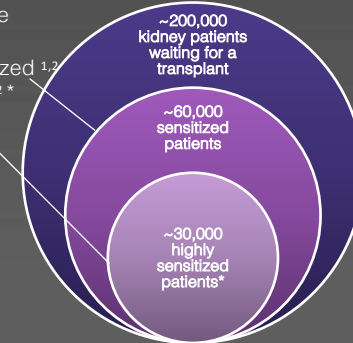 e
zed 1,2
2 *
~200,000
kidney patients
waiting for a
transplant
~60,000
sensitized
patients
~30,000
highly
sensitized
patients*